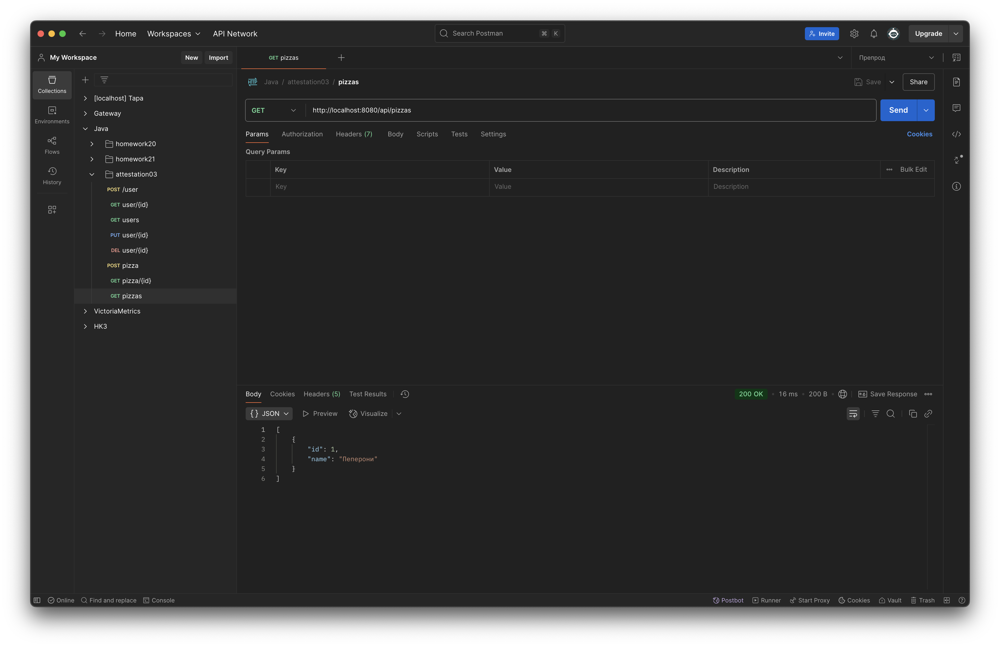 Home Workspaces API Network Search Postman ⌘ K Invite Upgrade
My Workspace New Import GET pizzas Препрод
Collections
Environments
Flows
History
[localhost] Тара
Gateway
Java
homework20
homework21
attestation03
POST /user
GET user/{id}
GET users
PUT user/{id}
DEL user/{id}
POST pizza
GET pizza/{id}
GET pizzas
VictoriaMetrics
НКЗ
HTTP Java / attestation03 / pizzas Save Share
GET http://localhost:8080/api/pizzas Send
Params Authorization Headers (7) Body Scripts Tests Settings Cookies
Query Params
Key Value Description Bulk Edit
Key Value Description
Body Cookies Headers (5) Test Results 200 OK • 16 ms • 200 B • e.g. Save Response
{} JSON Preview Visualize
1 [
2 {
3 "id": 1,
4 "name": "Пеперони"
5 }
6 ]
Online Find and replace Console Postbot Runner Start Proxy Cookies Vault Trash